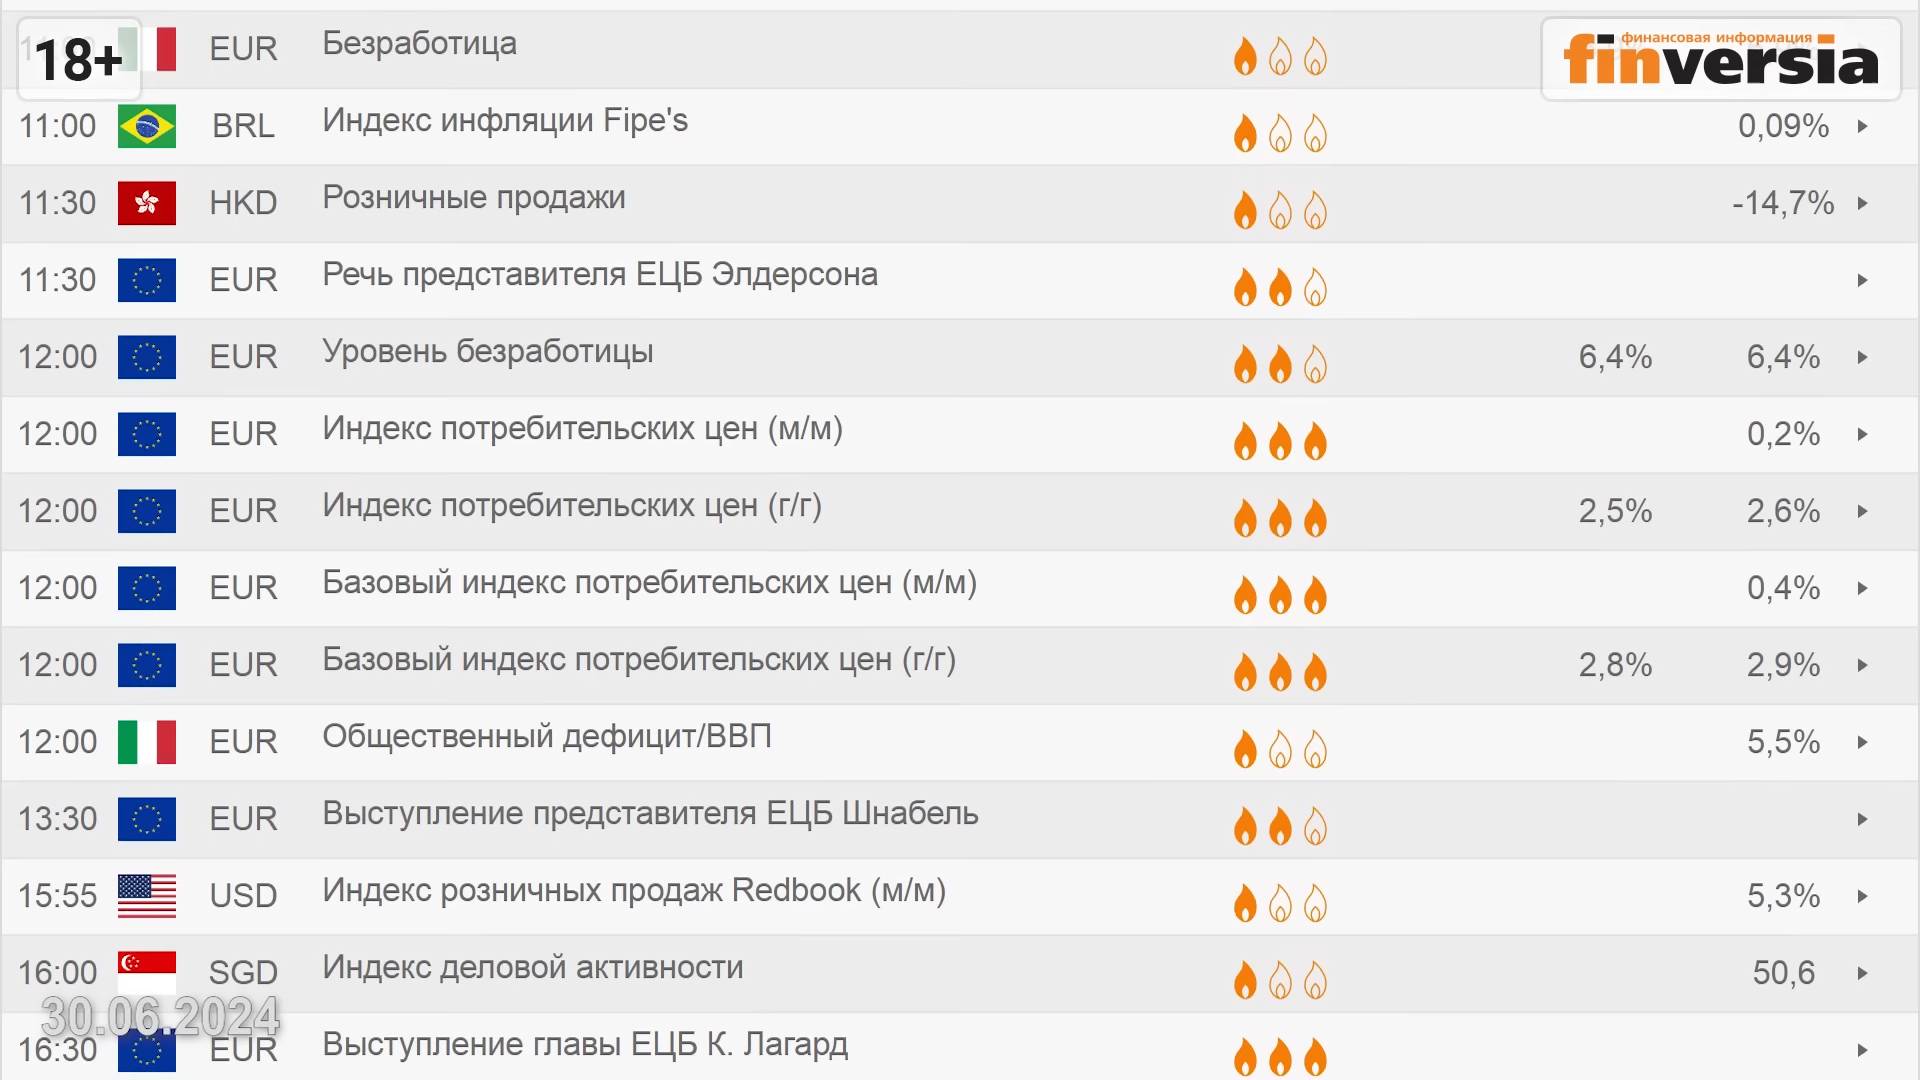 18+
EUR Безработица
финансовая информация
finversia
11:00 BRL Индекс инфляции Fipe's 0,09%
11:30 HKD Розничные продажи -14,7%
11:30 EUR Речь представителя ЕЦБ Элдерсона
12:00 EUR Уровень безработицы 6,4% 6,4%
12:00 EUR Индекс потребительских цен (м/м) 0,2%
12:00 EUR Индекс потребительских цен (г/г) 2,5% 2,6%
12:00 EUR Базовый индекс потребительских цен (м/м) 0,4%
12:00 EUR Базовый индекс потребительских цен (г/г) 2,8% 2,9%
12:00 EUR Общественный дефицит/ВВП 5,5%
13:30 EUR Выступление представителя ЕЦБ Шнабель
15:55 USD Индекс розничных продаж Redbook (м/м) 5,3%
16:00 SGD Индекс деловой активности 50,6
30.06.2024
16:30 EUR Выступление главы ЕЦБ К. Лагард